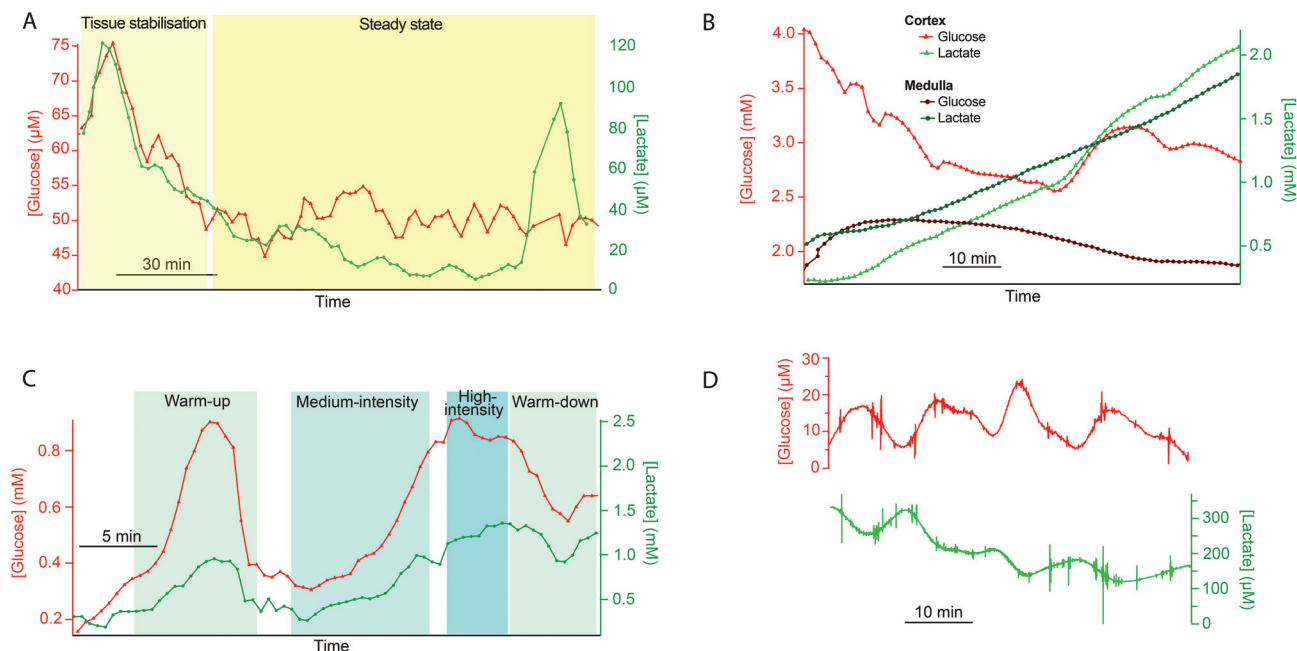 A
Tissue stabilisation
Steady state
75
70
65
60
55
50
45
40
[Glucose] (µM)
120
100
80
60
40
20
0
[Lactate] (µM)
30 min
Time
B
Cortex
Glucose
Lactate
Medulla
Glucose
Lactate
4.0
3.5
3.0
2.5
2.0
[Glncose] (mM)
2.0
1.5
1.0
0.5
[Lactate] (mM)
10 min
Time
C
Warm-up
Medium-intensity
High-
intensity
Warm-down
0.8
0.6
0.4
0.2
[Glucose] (mM)
2.5
2.0
1.5
1.0
0.5
[Lactate] (mM)
5 min
Time
D
30
20
15
10
0
[Glucose] (µM)
300
200
100
0
[Lactate] (µM)
10 min